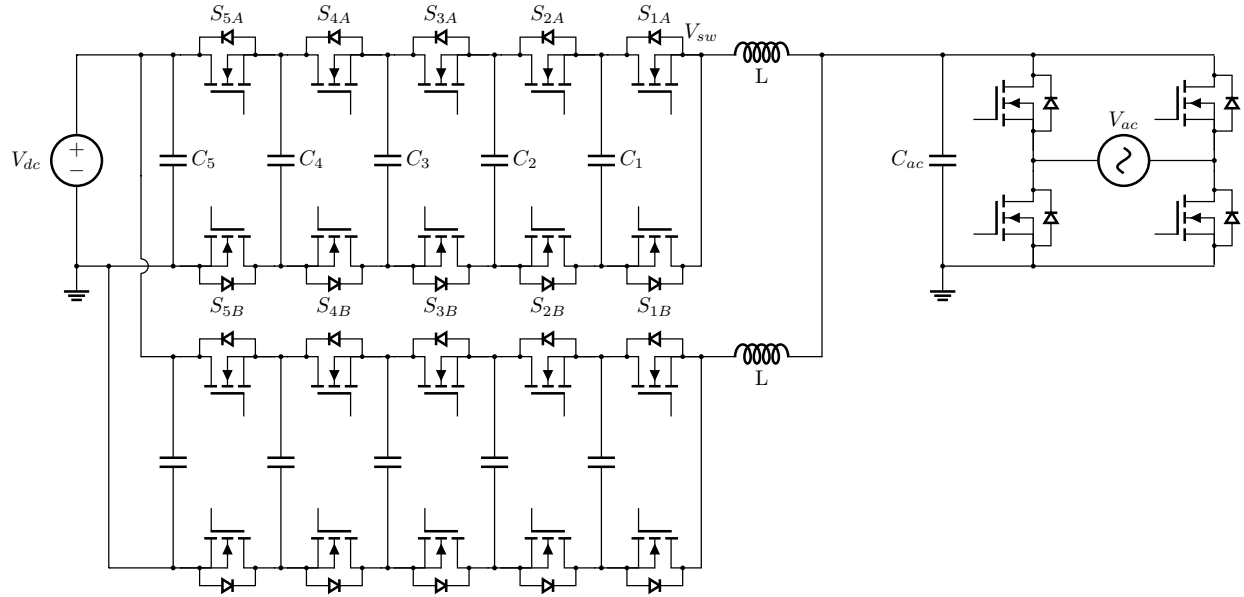 S5A S4A S3A S2A S1A
Vsw
L
Vdc + −
C5 C4 C3 C2 C1
Cac
Vac
S5B S4B S3B S2B S1B
L